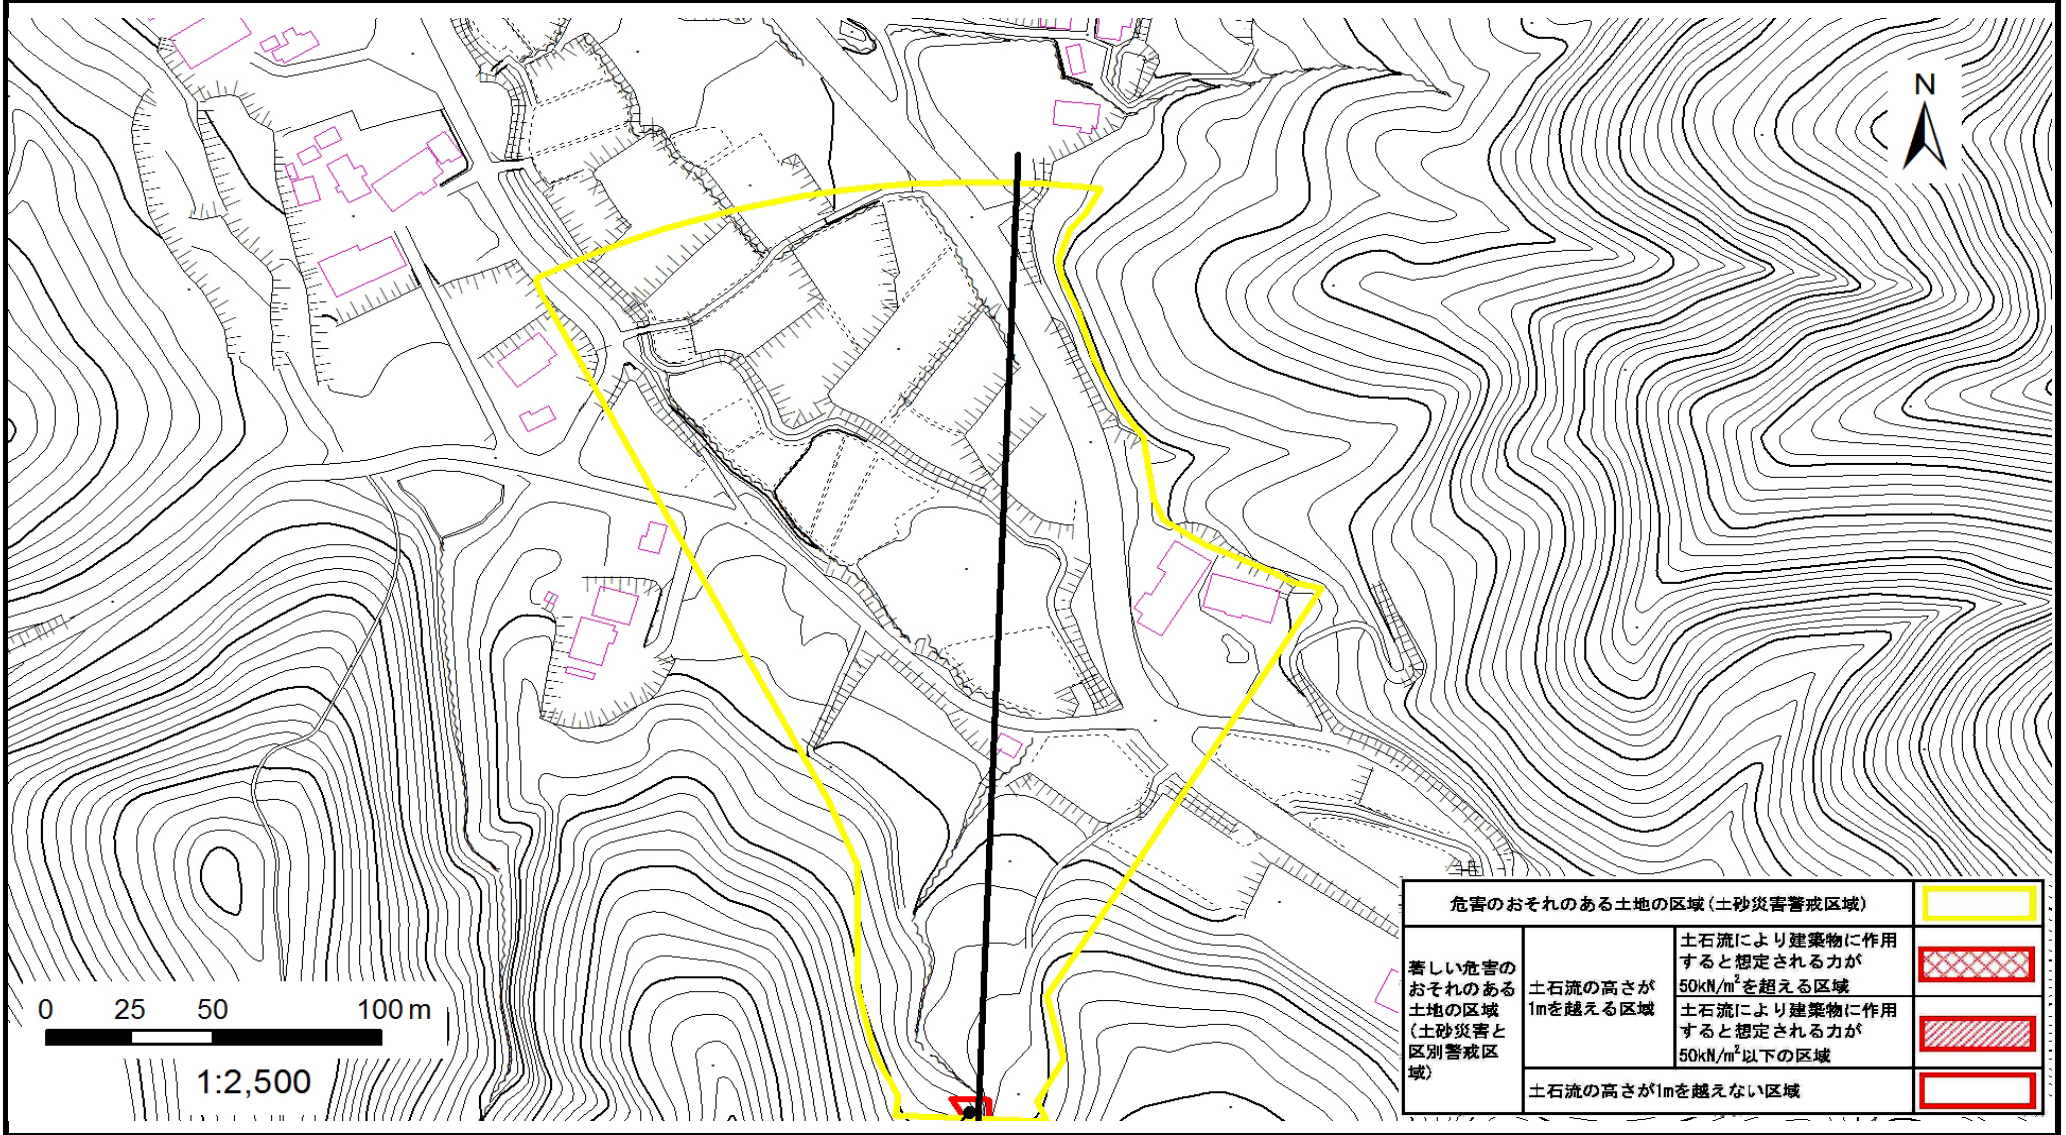 N
危害のおそれのある土地の区域(土砂災害警戒区域)
著しい危害の
おそれのある
土地の区域
(土砂災害と
区別警戒区
域)
土石流の高さが
1mを越える区域
土石流により建築物に作用
すると想定される力が
50kN/m²を超える区域
土石流により建築物に作用
すると想定される力が
50kN/m²以下の区域
土石流の高さが1mを越えない区域
0 25 50 100 m
1:2,500